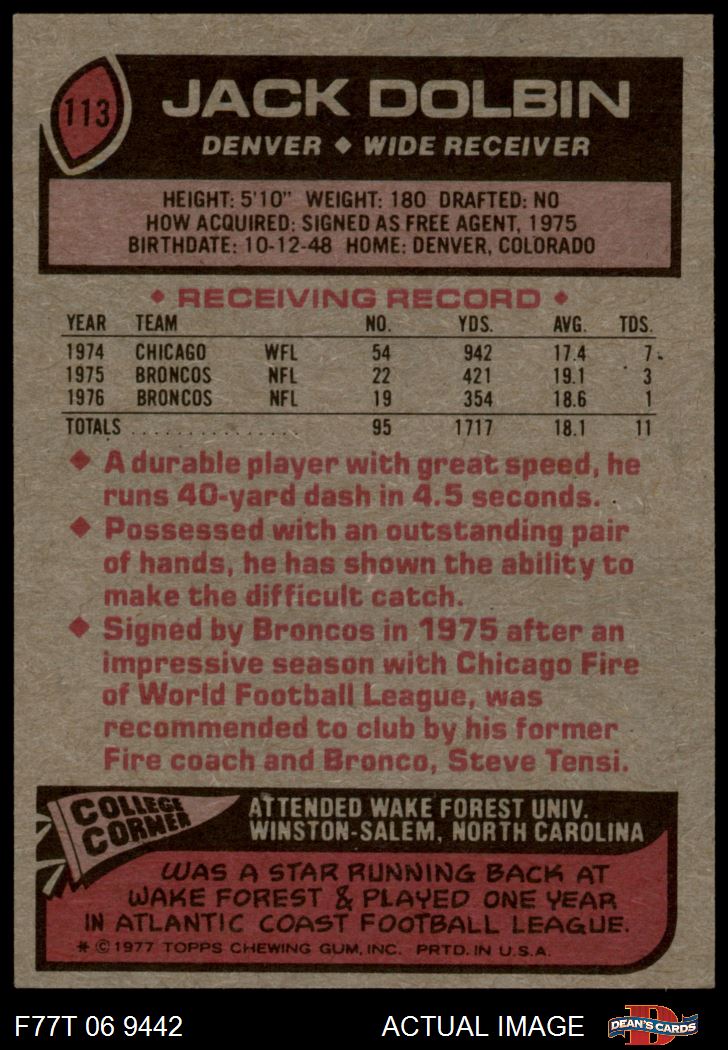 113
JACK DOLBIN
DENVER ◆ WIDE RECEIVER
HEIGHT: 5'10" WEIGHT: 180 DRAFTED: NO
HOW ACQUIRED: SIGNED AS FREE AGENT, 1975
BIRTHDATE: 10-12-48 HOME: DENVER, COLORADO
◆ RECEIVING RECORD ◆
YEAR TEAM NO. YDS. AVG. TDS.
1974 CHICAGO WFL 54 942 17.4 7
1975 BRONCOS NFL 22 421 19.1 3
1976 BRONCOS NFL 19 354 18.6 1
TOTALS ............... 95 1717 18.1 11
◆ A durable player with great speed, he
runs 40-yard dash in 4.5 seconds.
◆ Possessed with an outstanding pair
of hands, he has shown the ability to
make the difficult catch.
◆ Signed by Broncos in 1975 after an
impressive season with Chicago Fire
of World Football League, was
recommended to club by his former
Fire coach and Bronco, Steve Tensi.
COLLEGE
CORNER
ATTENDED WAKE FOREST UNIV.
WINSTON-SALEM, NORTH CAROLINA
WAS A STAR RUNNING BACK AT
WAKE FOREST & PLAYED ONE YEAR
IN ATLANTIC COAST FOOTBALL LEAGUE.
* © 1977 TOPPS CHEWING GUM, INC. PRTD. IN U.S.A.
F77T 06 9442 ACTUAL IMAGE
D
DEAN'S CARDS